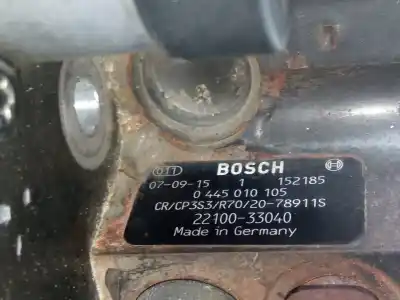 011 BOSCH
07-09-15 1 152185
0 445 010 105
CR/CP3S3/R70/20-78911S
22100-33040
Made in Germany